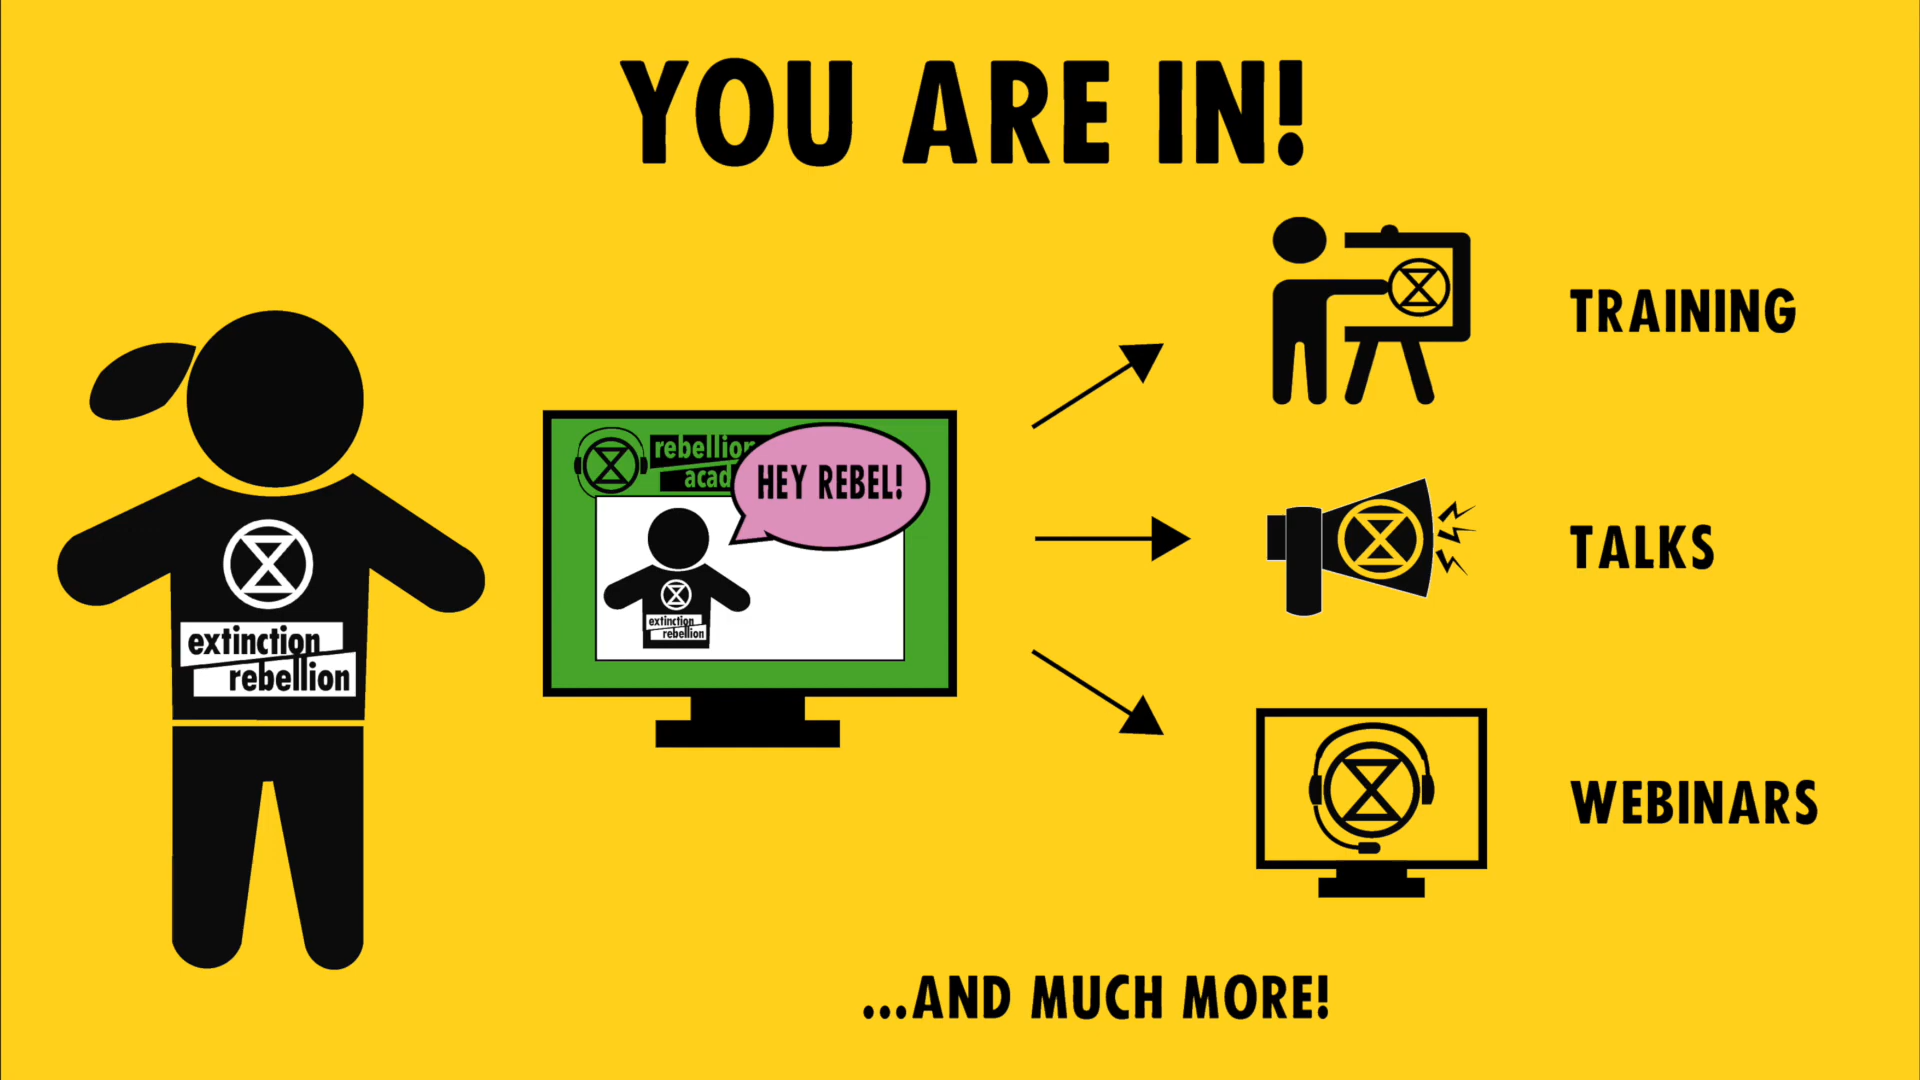 YOU ARE IN!
extinction
rebellion
rebellion
HEY REBEL!
extinction
rebellion
TRAINING
TALKS
WEBINARS
...AND MUCH MORE!